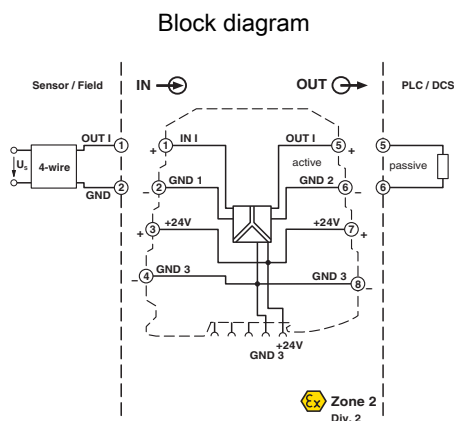 Block diagram
Sensor / Field
IN
OUT
PLC / DCS
OUT I
1
+
1
IN I
OUT I
5
+
5
Us
4-wire
active
passive
GND
2
−
2
GND 1
GND 2
6
−
6
+
3
+24V
+24V
7
+
−
4
GND 3
GND 3
8
−
+24V
GND 3
Ex
Zone 2
Div. 2